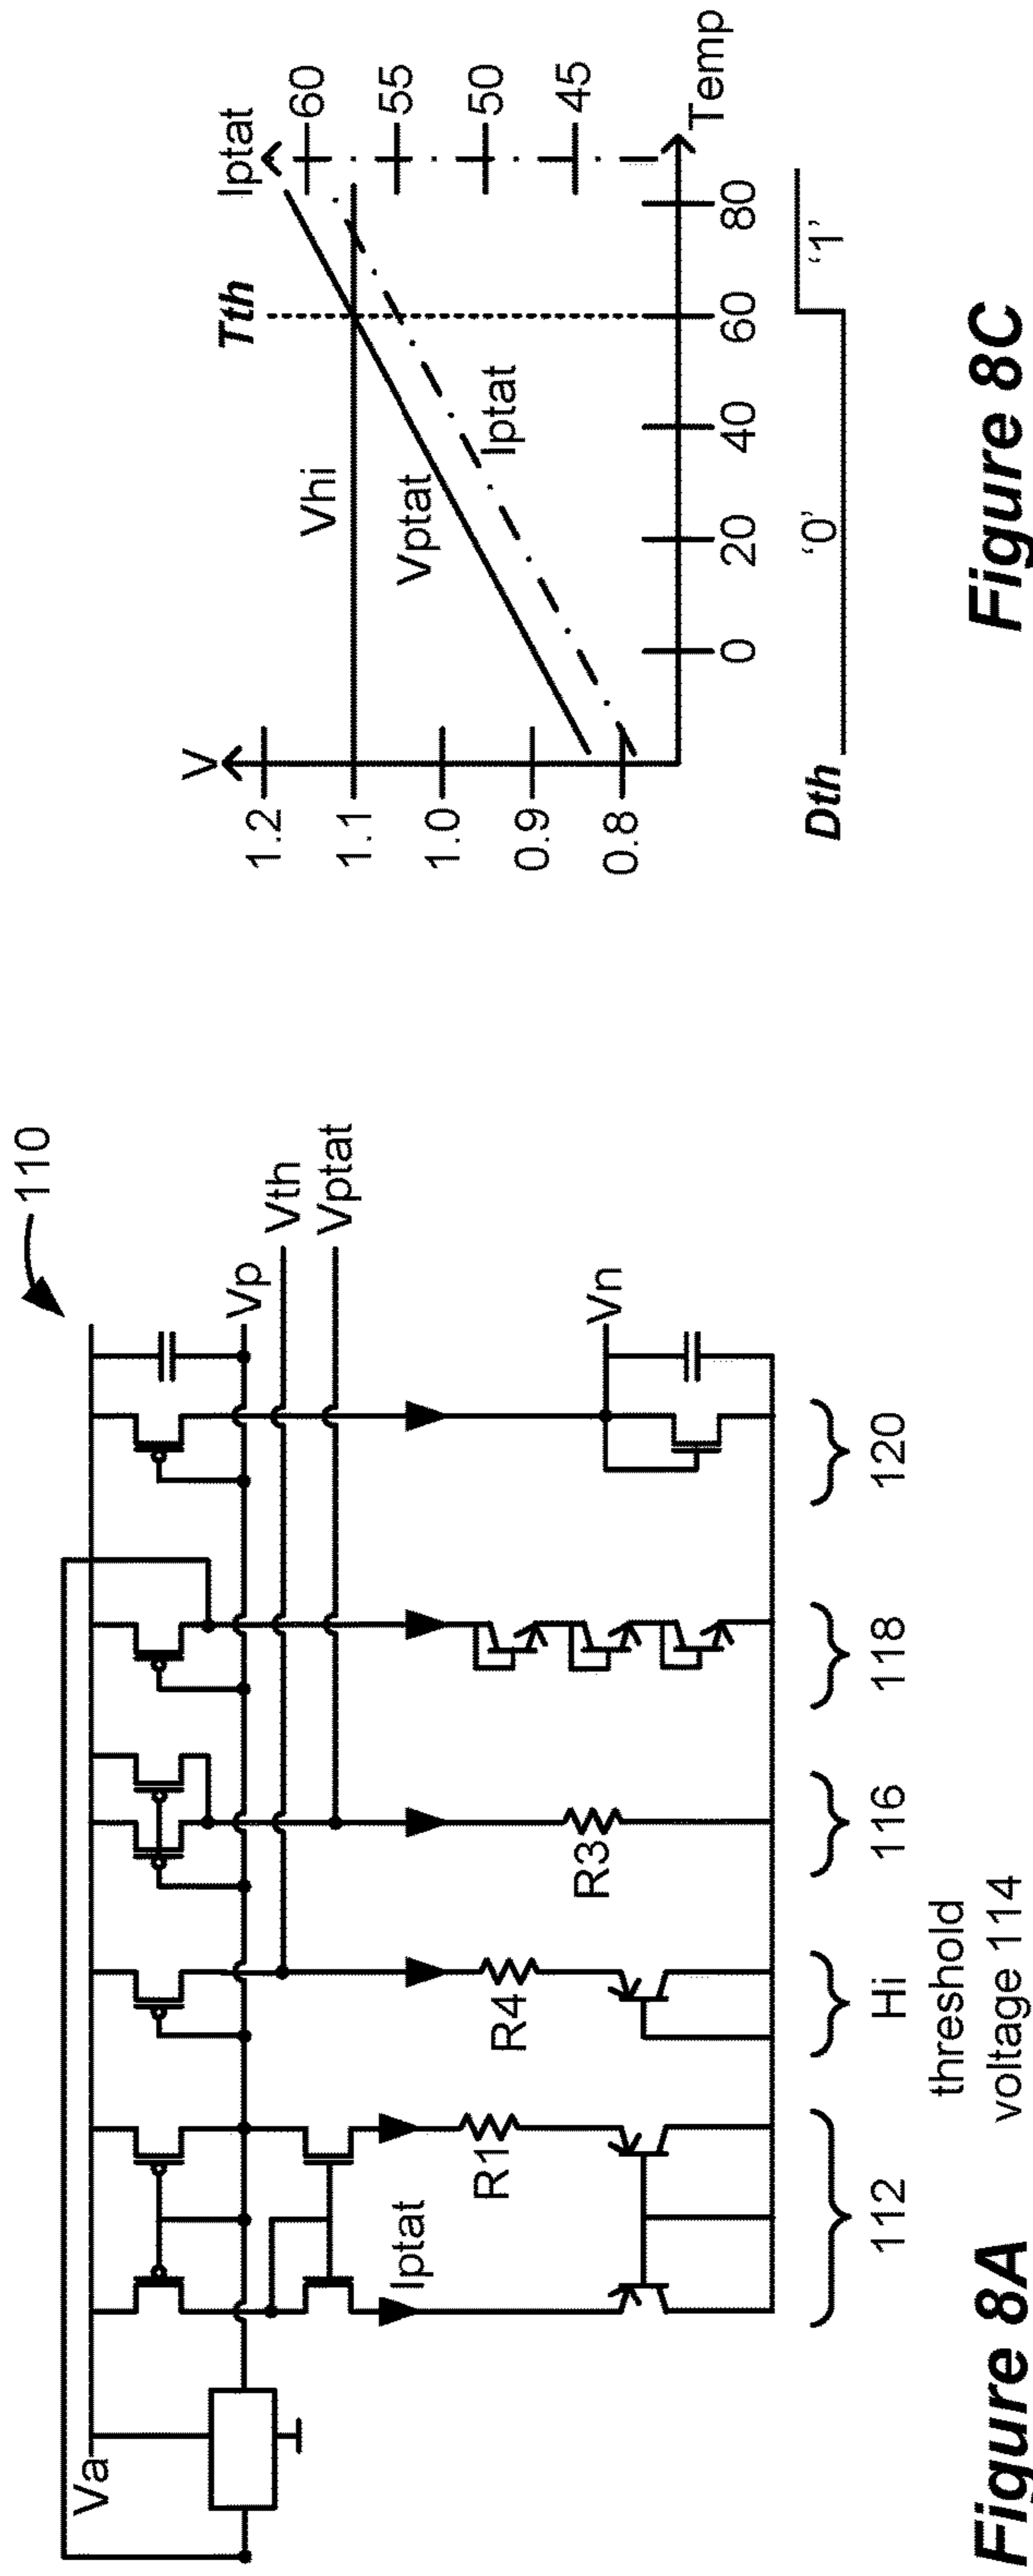 110
Va
Vp
Vth
Vptat
Iptat
R1
R4
R3
Vn
112
Hi
threshold
voltage 114
116
118
120
Figure 8A
V
Iptat
Tth
1.2
1.1
1.0
0.9
0.8
Vhi
Vptat
Iptat
60
55
50
45
0
20
40
60
80
Temp
Dth
'0'
'1'
Figure 8C